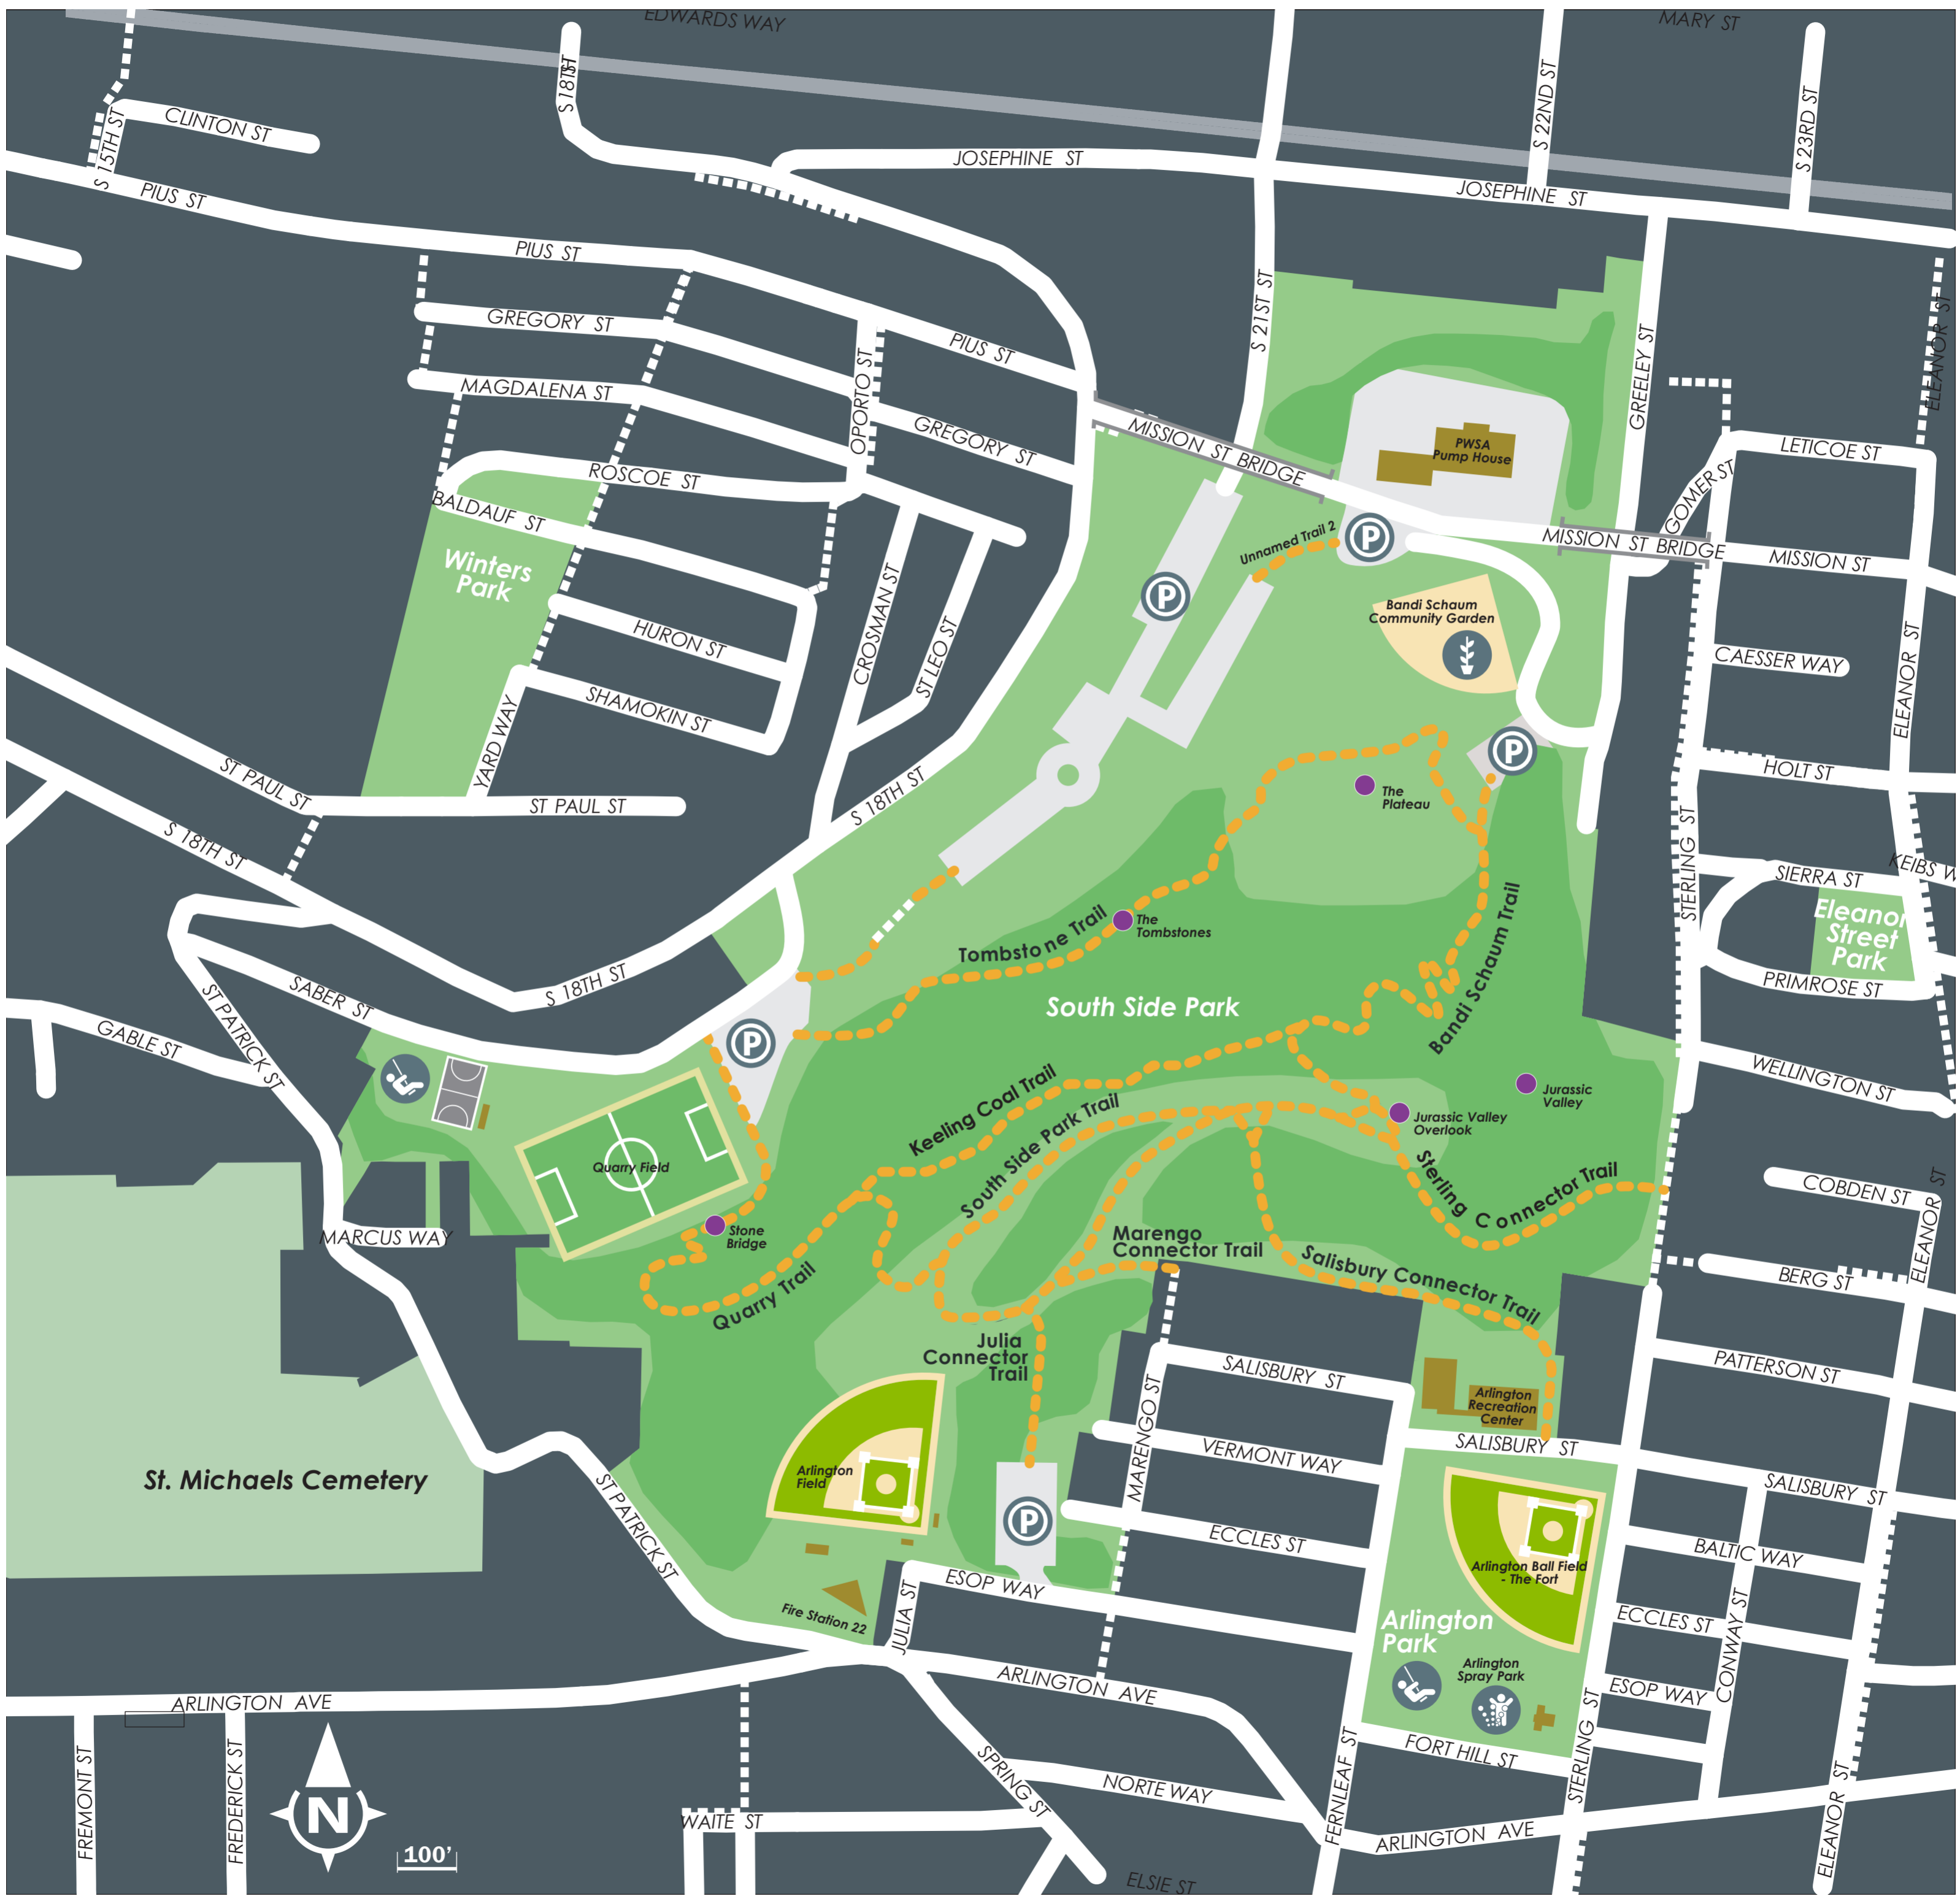 EDWARDS WAY
MARY ST
S 18TH ST
S 22ND ST
S 23RD ST
S 15TH ST
CLINTON ST
JOSEPHINE ST
JOSEPHINE ST
PIUS ST
PIUS ST
PIUS ST
S 21ST ST
GREELEY ST
ELEANOR ST
GREGORY ST
MAGDALENA ST
OPORTO ST
GREGORY ST
MISSION ST BRIDGE
PWSA
Pump House
LETICOE ST
GOMER ST
ROSCOE ST
BALDAUF ST
Winters
Park
Unnamed Trail 2
P
P
MISSION ST BRIDGE
MISSION ST
HURON ST
CROSMAN ST
ST LEO ST
Bandi Schaum
Community Garden
CAESSER WAY
ELEANOR ST
SHAMOKIN ST
YARD WAY
ST PAUL ST
ST PAUL ST
S 18TH ST
P
The
Plateau
HOLT ST
S 18TH ST
STERLING ST
KEIBS W
SIERRA ST
Eleanor
Street
Park
PRIMROSE ST
The
Tombstones
Tombstone Trail
Bandi Schaum Trail
South Side Park
S 18TH ST
SABER ST
ST PATRICK ST
GABLE ST
P
WELLINGTON ST
Jurassic
Valley
Keeling Coal Trail
South Side Park Trail
Jurassic Valley
Overlook
Quarry Field
Sterling Connector Trail
COBDEN ST
ELEANOR ST
Stone
Bridge
MARCUS WAY
Marengo
Connector Trail
Salisbury Connector Trail
BERG ST
Quarry Trail
Julia
Connector
Trail
SALISBURY ST
PATTERSON ST
Arlington
Recreation
Center
MARENGO ST
VERMONT WAY
SALISBURY ST
SALISBURY ST
St. Michaels Cemetery
Arlington
Field
P
ST PATRICK ST
ECCLES ST
BALTIC WAY
Arlington Ball Field
- The Fort
ESOP WAY
Fire Station 22
JULIA ST
Arlington
Park
ECCLES ST
CONWAY ST
Arlington
Spray Park
ARLINGTON AVE
ARLINGTON AVE
ESOP WAY
STERLING ST
FORT HILL ST
FREMONT ST
FREDERICK ST
N
100'
SPRING ST
NORTE WAY
FERNLEAF ST
WAITE ST
ARLINGTON AVE
ELEANOR ST
ELSIE ST